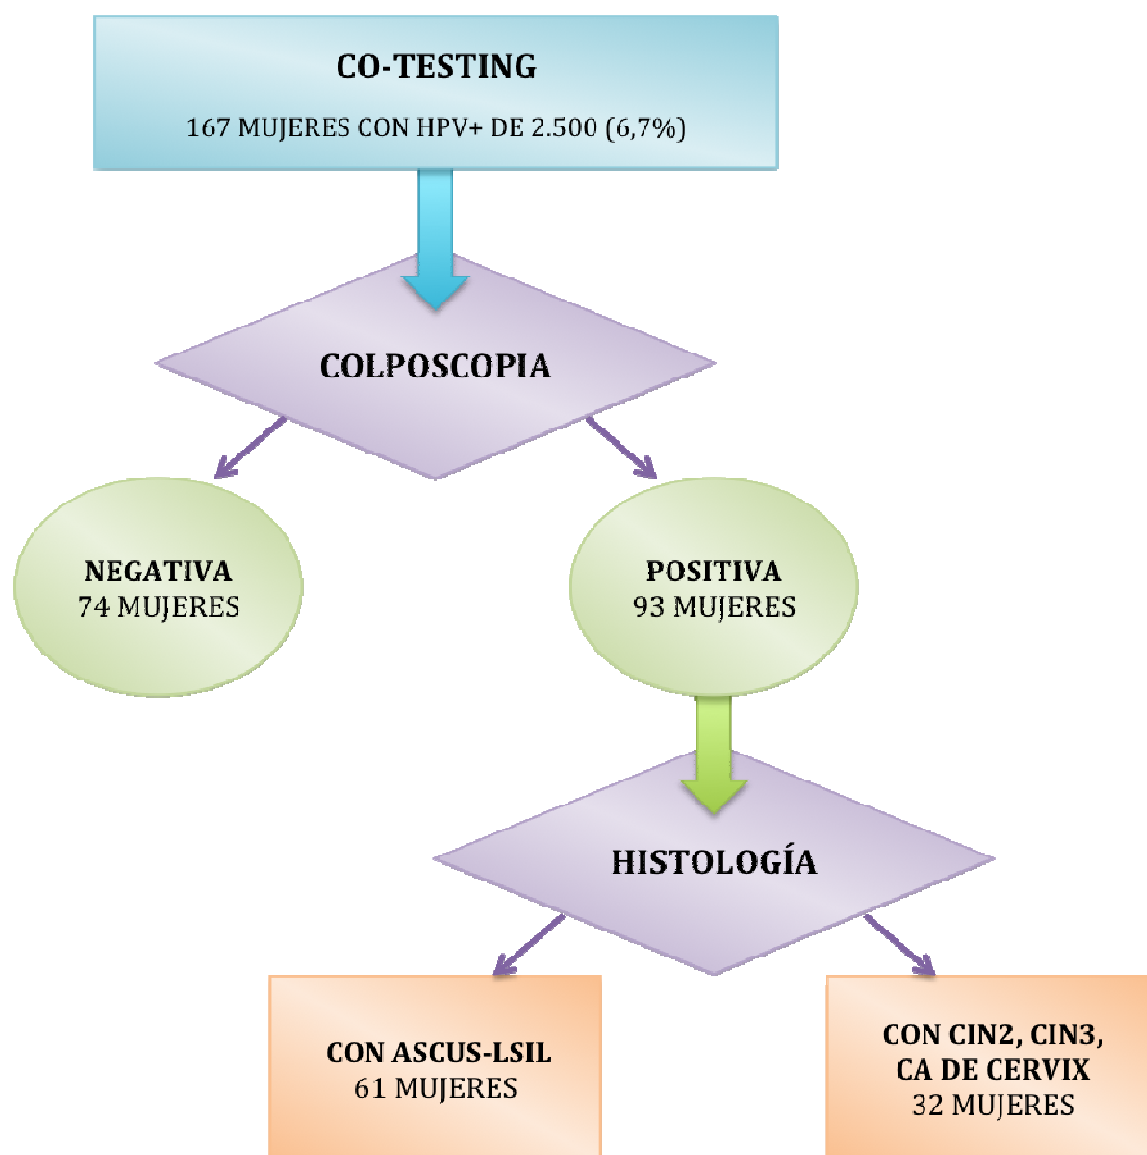 CO-TESTING
167 MUJERES CON HPV+ DE 2.500 (6,7%)
COLPOSCOPIA
NEGATIVA
74 MUJERES
POSITIVA
93 MUJERES
HISTOLOGÍA
CON ASCUS-LSIL
61 MUJERES
CON CIN2, CIN3,
CA DE CERVIX
32 MUJERES